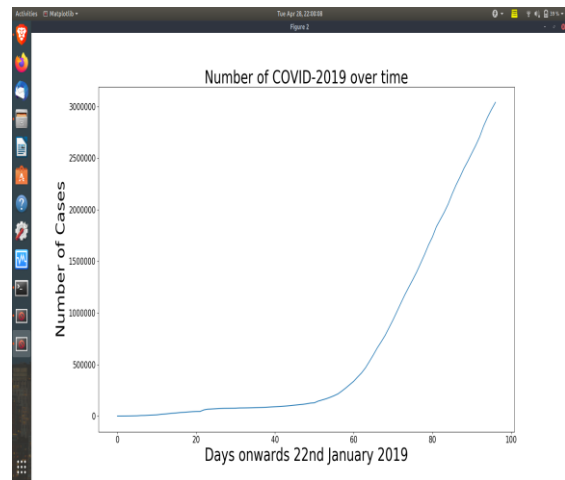 Activities Matplotlib
Tue Apr 28, 22:08:08
Figure 2
Number of COVID-2019 over time
Number of Cases
3000000
2500000
2000000
1500000
1000000
500000
0
0 20 40 60 80 100
Days onwards 22nd January 2019